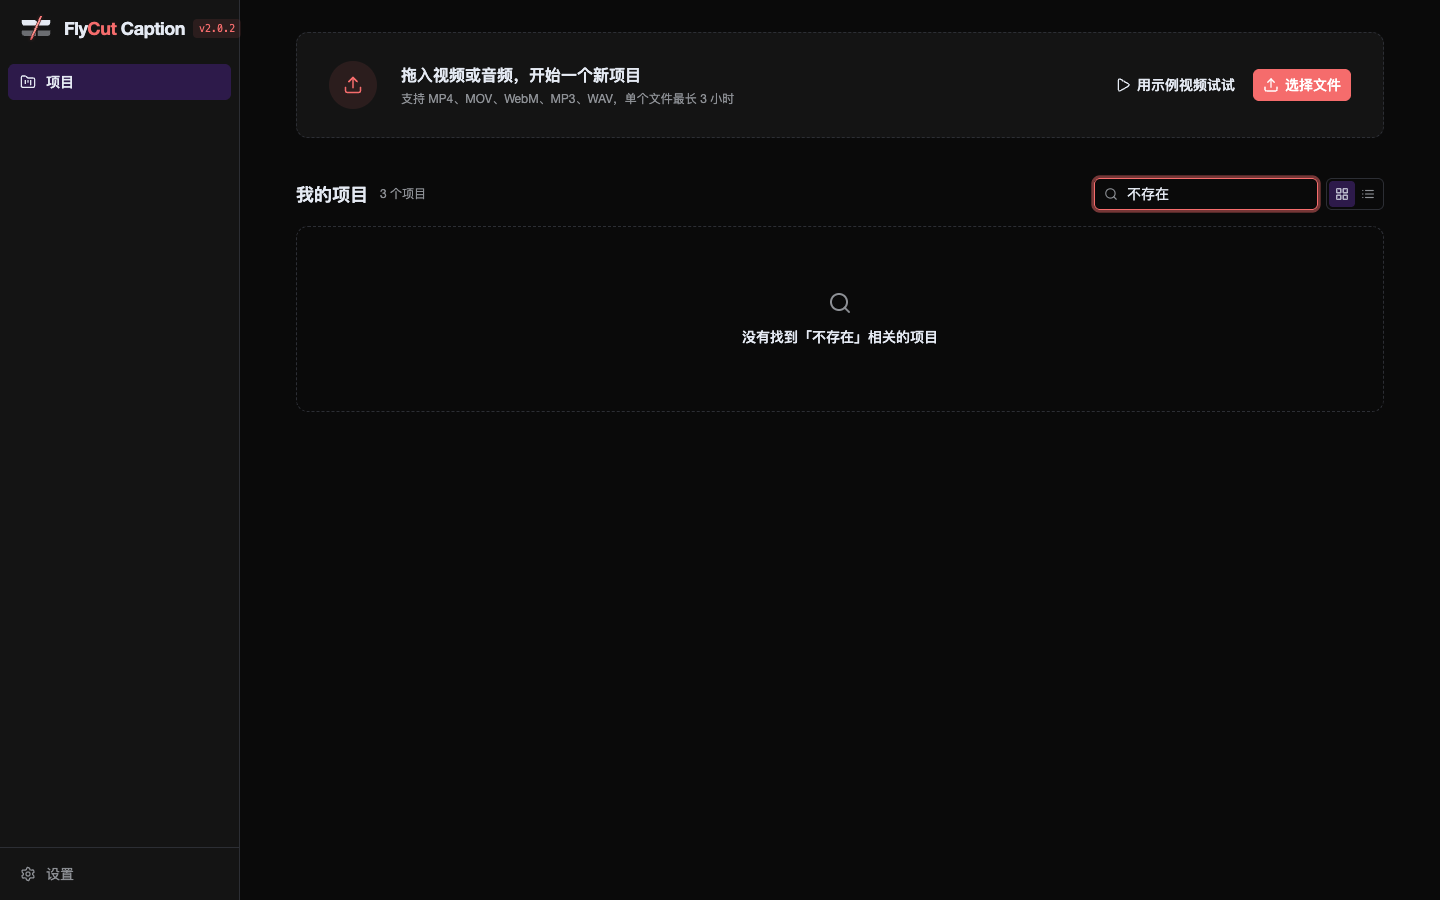 FlyCut Caption v2.0.2
项目
拖入视频或音频，开始一个新项目
支持 MP4、MOV、WebM、MP3、WAV，单个文件最长 3 小时
用示例视频试试
选择文件
我的项目 3 个项目
不存在
没有找到「不存在」相关的项目
设置